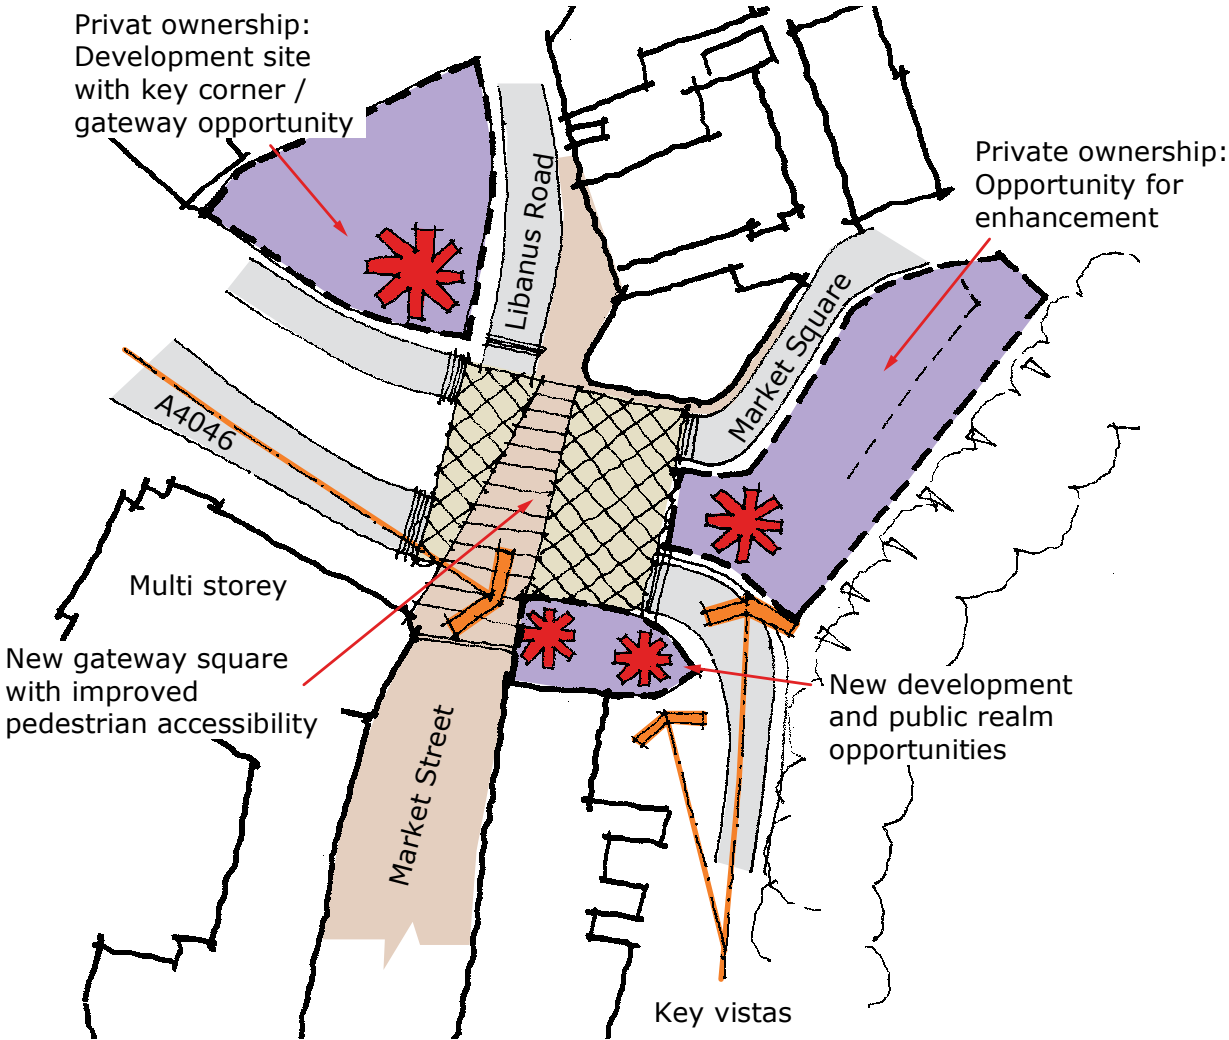 Privat ownership:
Development site
with key corner /
gateway opportunity
Private ownership:
Opportunity for
enhancement
Libanus Road
Market Square
A4046
Multi storey
New gateway square
with improved
pedestrian accessibility
New development
and public realm
opportunities
Market Street
Key vistas